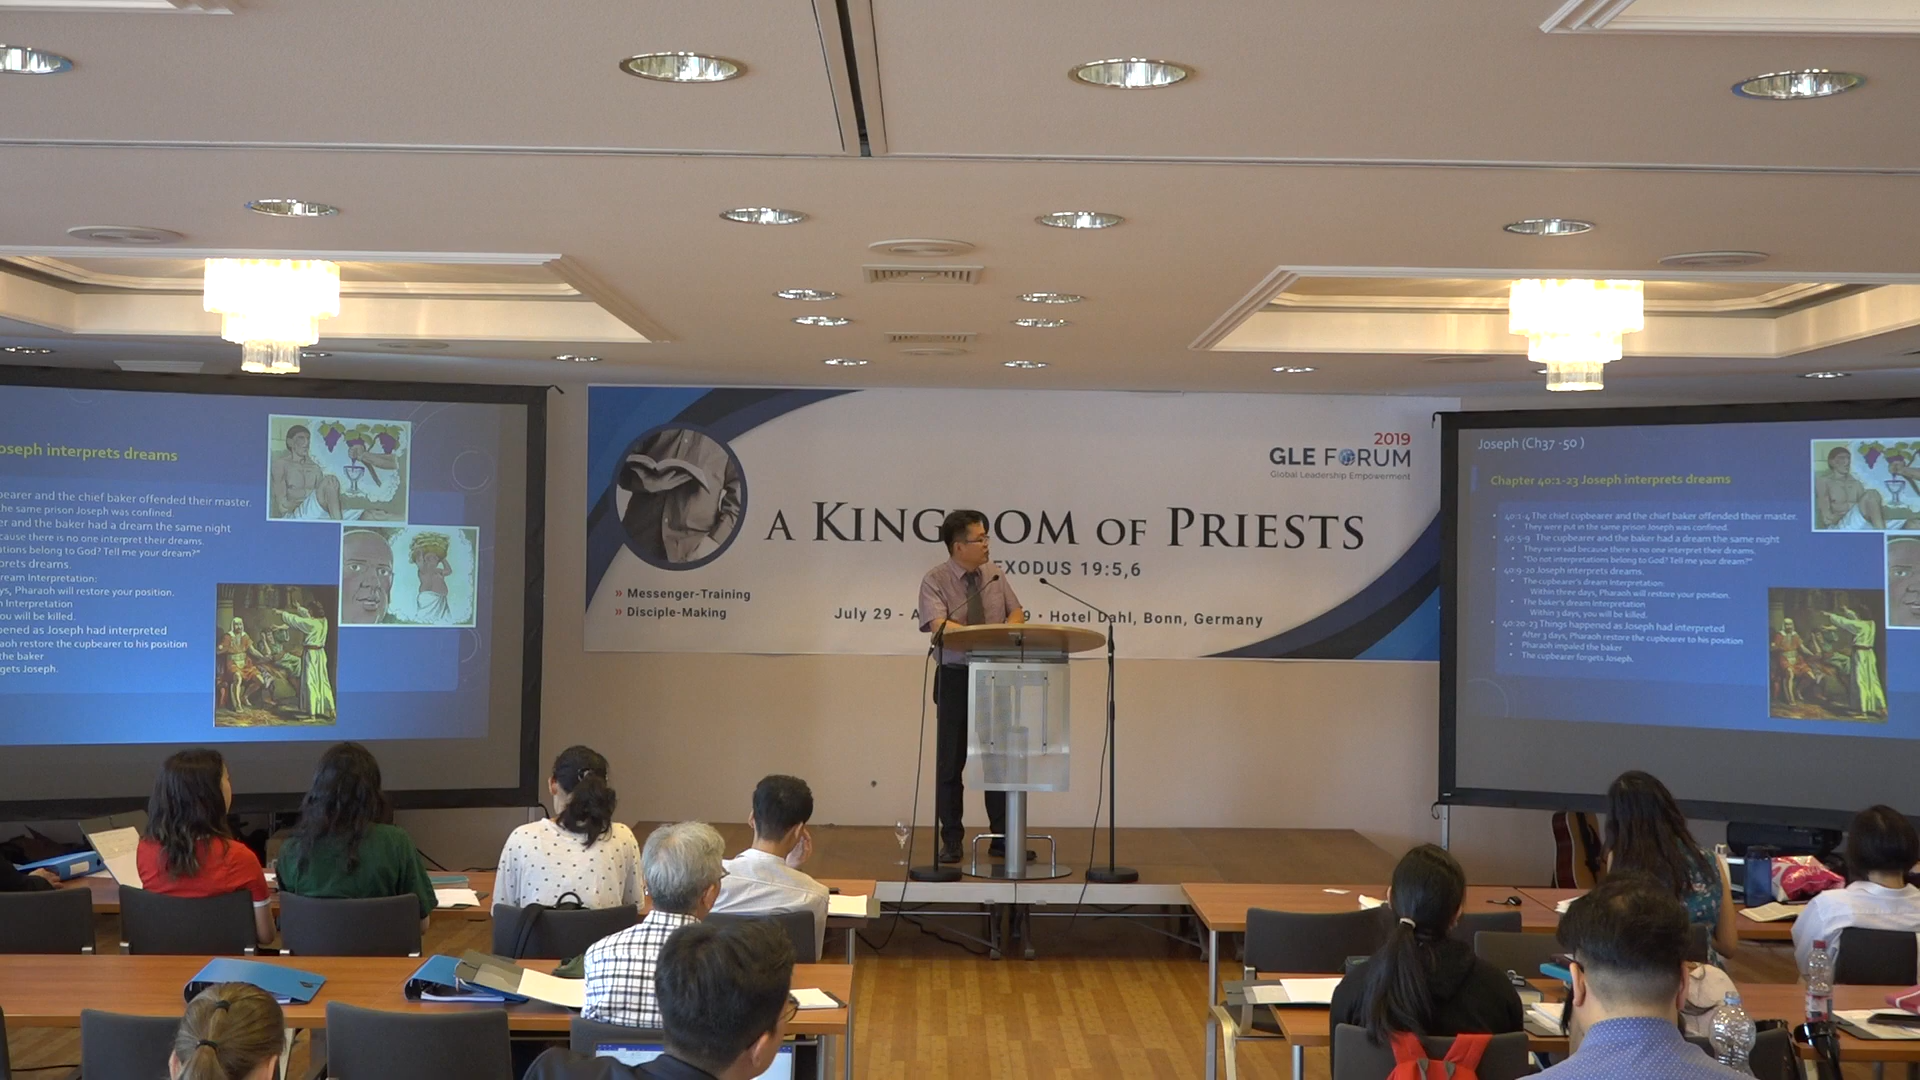 oseph interprets dreams
pbearer and the chief baker offended their master.
the same prison Joseph was confined.
er and the baker had a dream the same night
cause there is no one interpret their dreams.
ations belong to God? Tell me your dream?"
prets dreams.
ream Interpretation:
ys, Pharaoh will restore your position.
n Interpretation
you will be killed.
pened as Joseph had interpreted
aoh restore the cupbearer to his position
the baker
gets Joseph.
2019
GLE FORUM
Global Leadership Empowerment
A KINGDOM OF PRIESTS
EXODUS 19:5,6
» Messenger-Training
» Disciple-Making
July 29 - A 9 • Hotel Dahl, Bonn, Germany
Joseph (Ch37 -50 )
Chapter 40:1-23 Joseph interprets dreams
40:1-4 The chief cupbearer and the chief baker offended their master.
They were put in the same prison Joseph was confined.
40:5-9 The cupbearer and the baker had a dream the same night
They were sad because there is no one interpret their dreams.
"Do not interpretations belong to God? Tell me your dream?"
40:9-20 Joseph interprets dreams.
The cupbearer's dream Interpretation:
Within three days, Pharaoh will restore your position.
The baker's dream Interpretation
Within 3 days, you will be killed.
40:20-23 Things happened as Joseph had interpreted
After 3 days, Pharaoh restore the cupbearer to his position
Pharaoh impaled the baker
The cupbearer forgets Joseph.